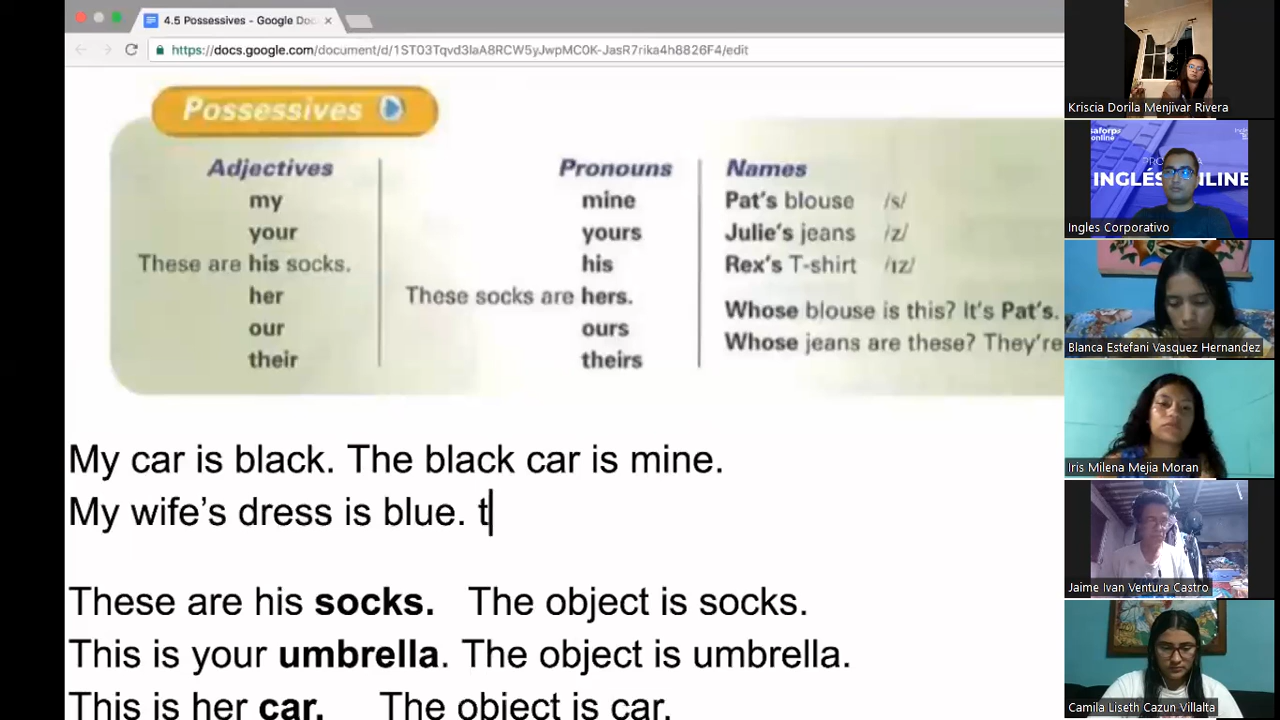 4.5 Possessives - Google Doc
https://docs.google.com/document/d/1ST03Tqvd3laA8RCW5yJwpMC0K-JasR7rika4h8826F4/edit
Possessives
Adjectives
my
your
These are his socks.
her
our
their
Pronouns
mine
yours
his
These socks are hers.
ours
theirs
Names
Pat's blouse /s/
Julie's jeans /z/
Rex's T-shirt /ɪz/
Whose blouse is this? It's Pat's.
Whose jeans are these? They're
My car is black. The black car is mine.
My wife's dress is blue. t
These are his socks. The object is socks.
This is your umbrella. The object is umbrella.
This is her car. The object is car.
Kriscia Dorila Menjivar Rivera
INGLÉS ONLINE
Ingles Corporativo
Blanca Estefani Vasquez Hernandez
Iris Milena Mejia Moran
Jaime Ivan Ventura Castro
Camila Liseth Cazun Villalta